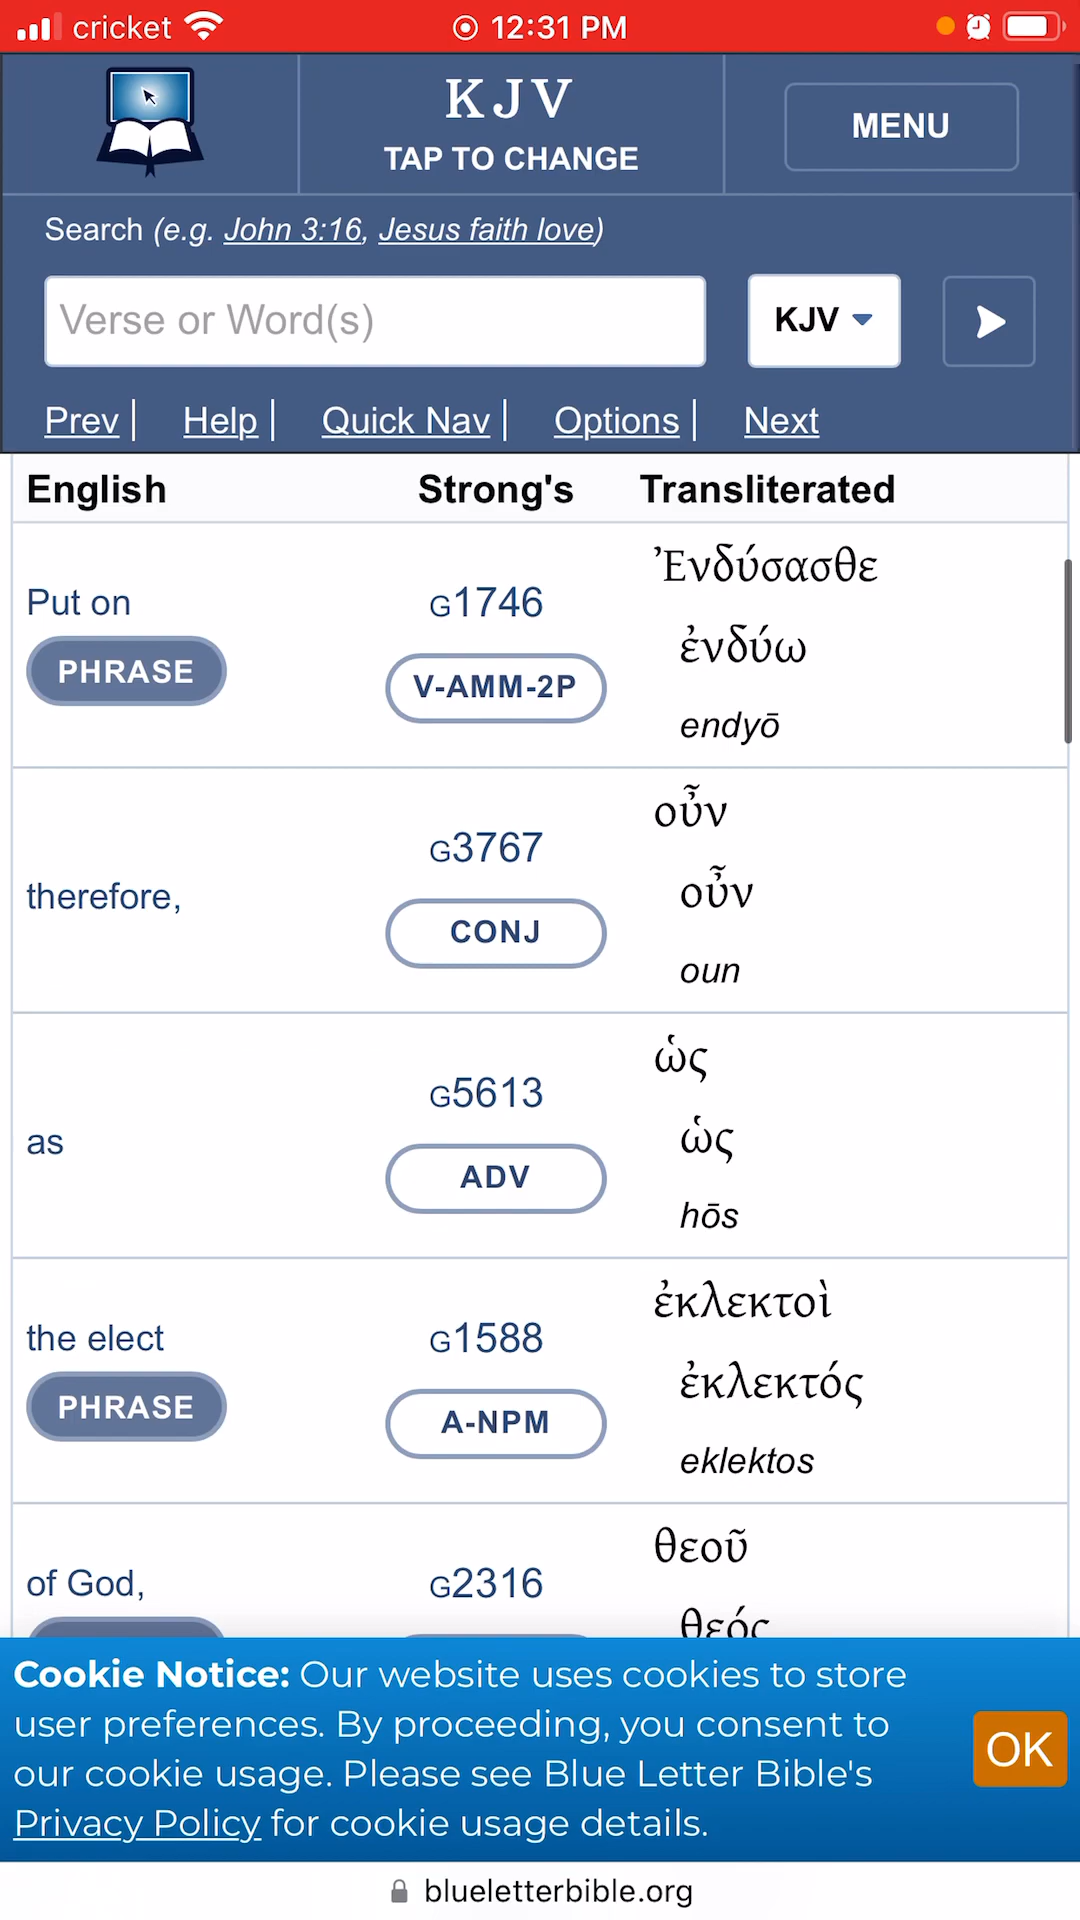 cricket 12:31 PM
KJV
TAP TO CHANGE
MENU
Search (e.g. John 3:16, Jesus faith love)
Verse or Word(s)
KJV
Prev | Help | Quick Nav | Options | Next
English Strong's Transliterated
Put on
PHRASE
G1746
V-AMM-2P
Ἐνδύσασθε
ἐνδύω
endyō
therefore,
G3767
CONJ
οὖν
οὖν
oun
as
G5613
ADV
ὡς
ὡς
hōs
the elect
PHRASE
G1588
A-NPM
ἐκλεκτοὶ
ἐκλεκτός
eklektos
of God,
G2316
θεοῦ
θεός
Cookie Notice: Our website uses cookies to store
user preferences. By proceeding, you consent to
our cookie usage. Please see Blue Letter Bible's
Privacy Policy for cookie usage details.
OK
blueletterbible.org